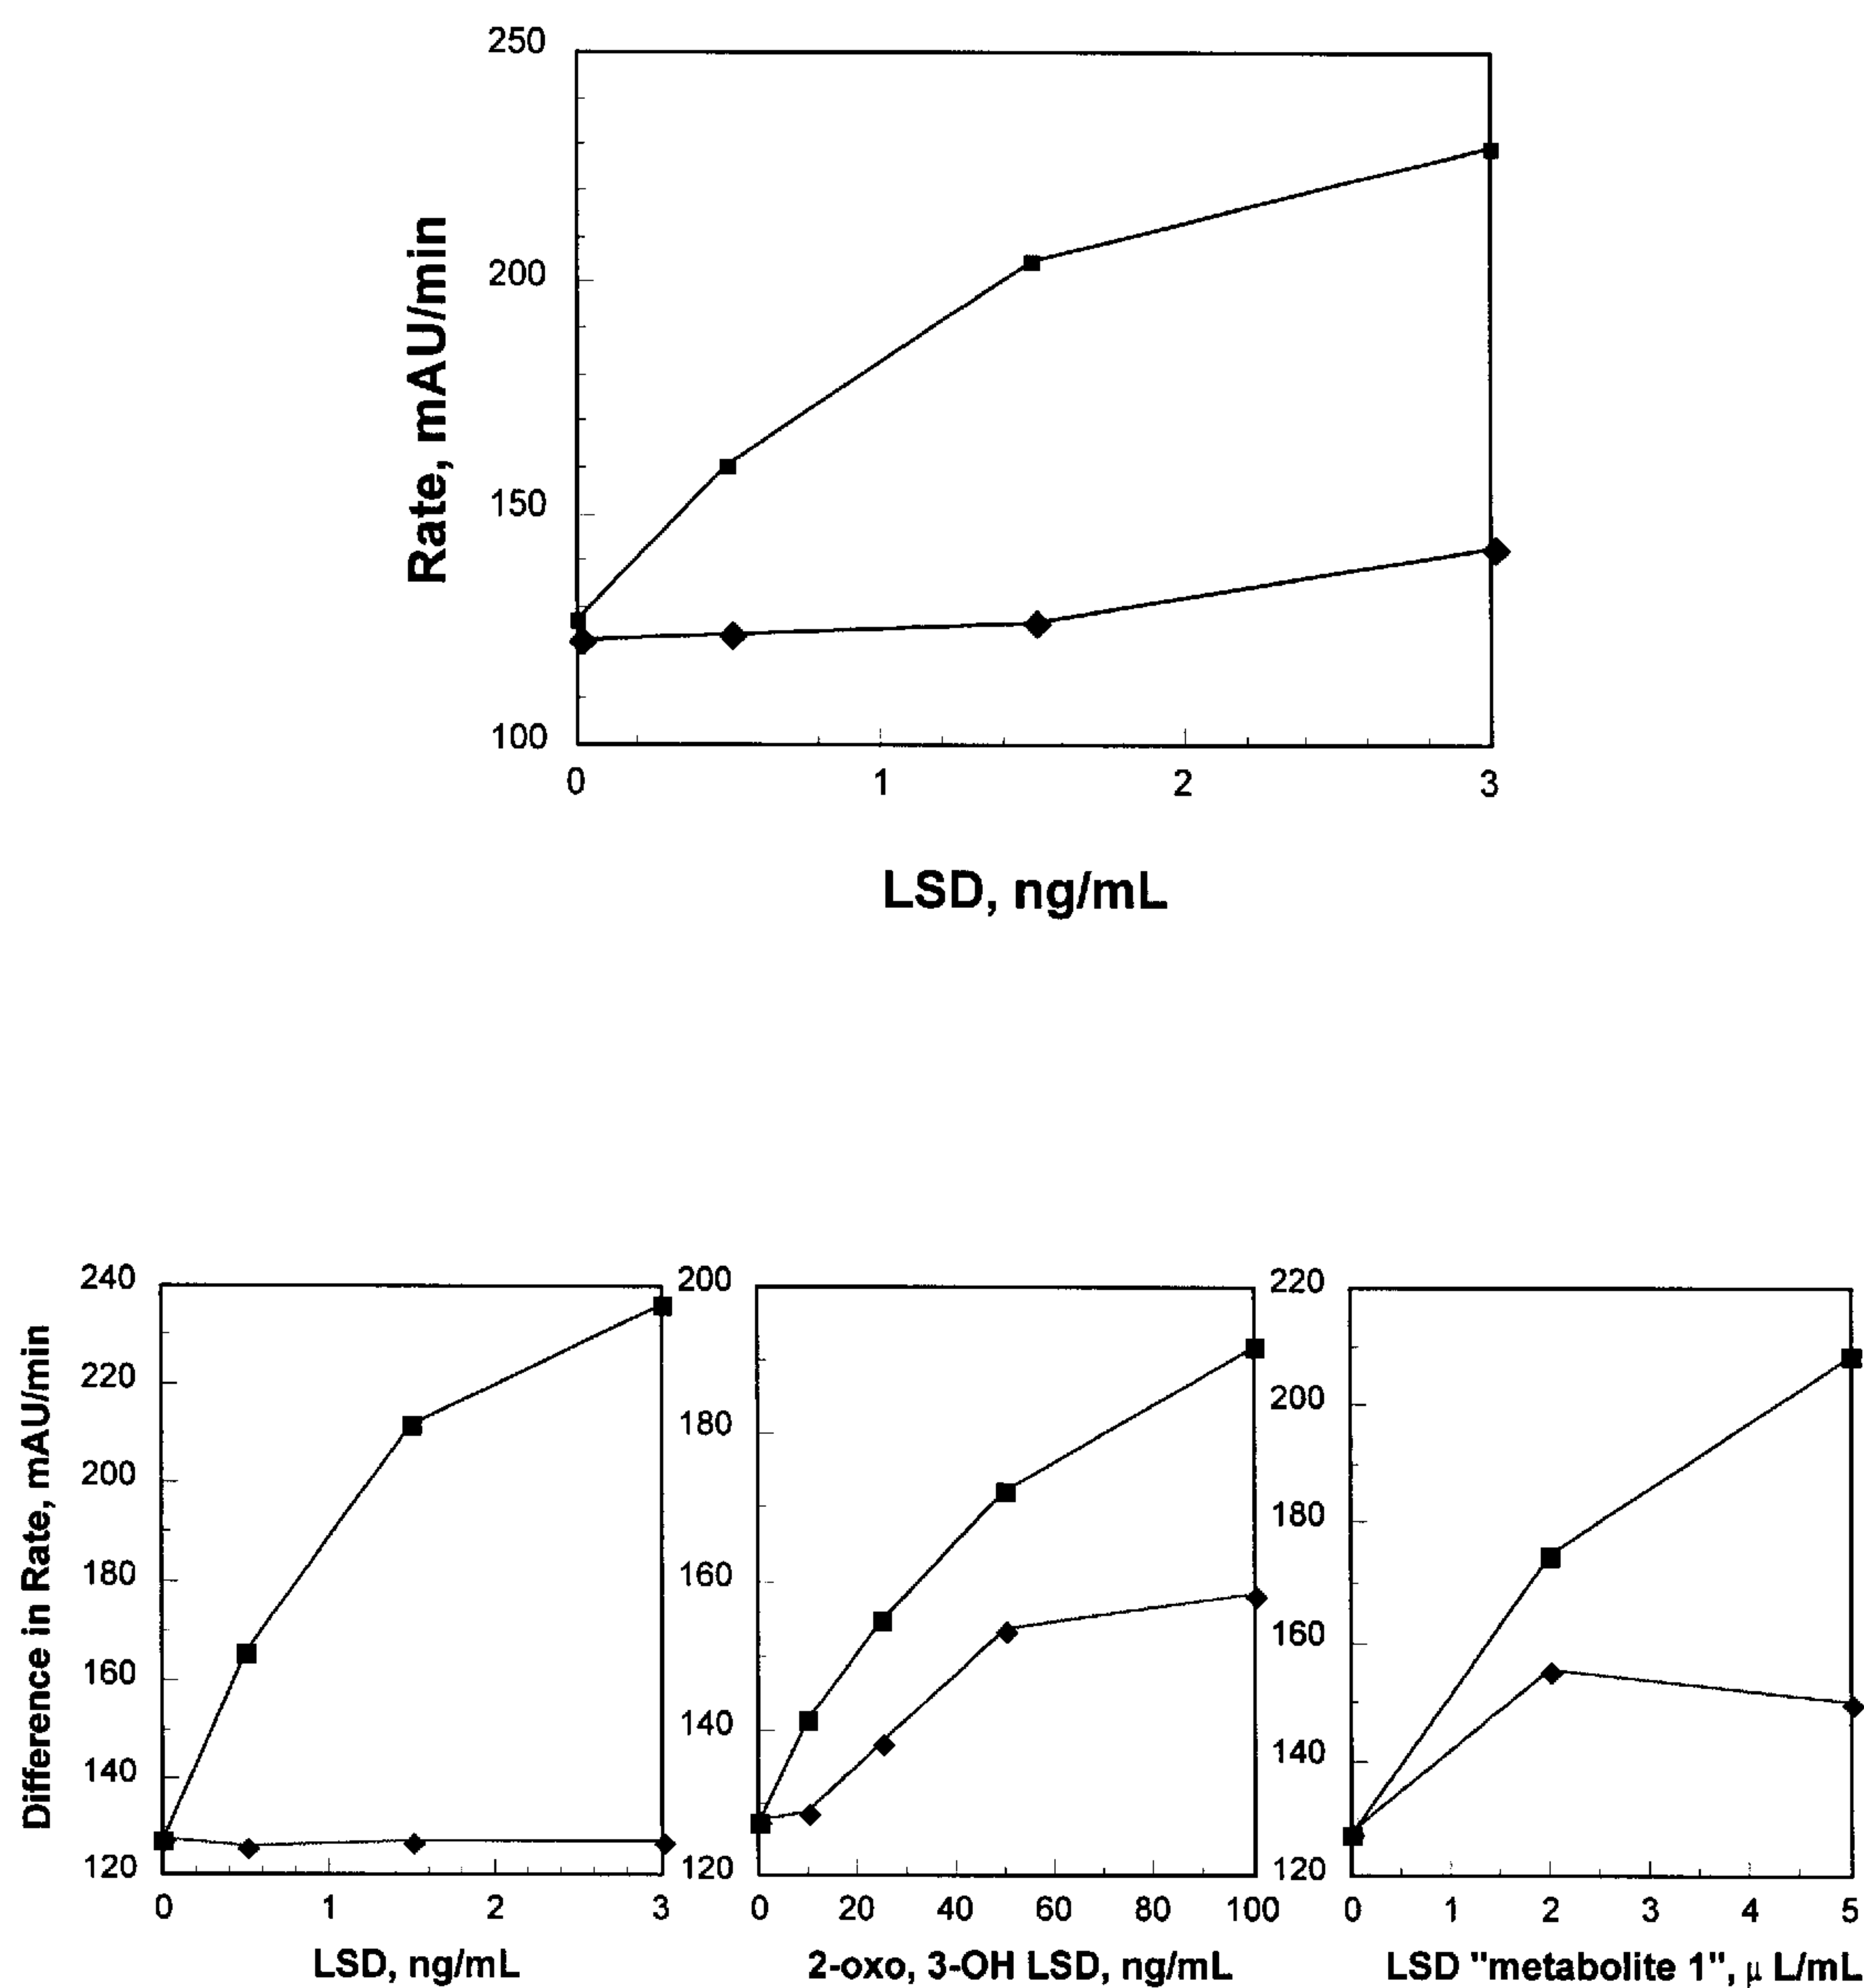 250
200
150
100
Rate, mAU/min
0 1 2 3
LSD, ng/mL
240
220
200
180
160
140
120
Difference in Rate, mAU/min
0 1 2 3
LSD, ng/mL
200
180
160
140
120
0 20 40 60 80 100
2-oxo, 3-OH LSD, ng/mL
220
200
180
160
140
120
0 1 2 3 4 5
LSD "metabolite 1", μ L/mL